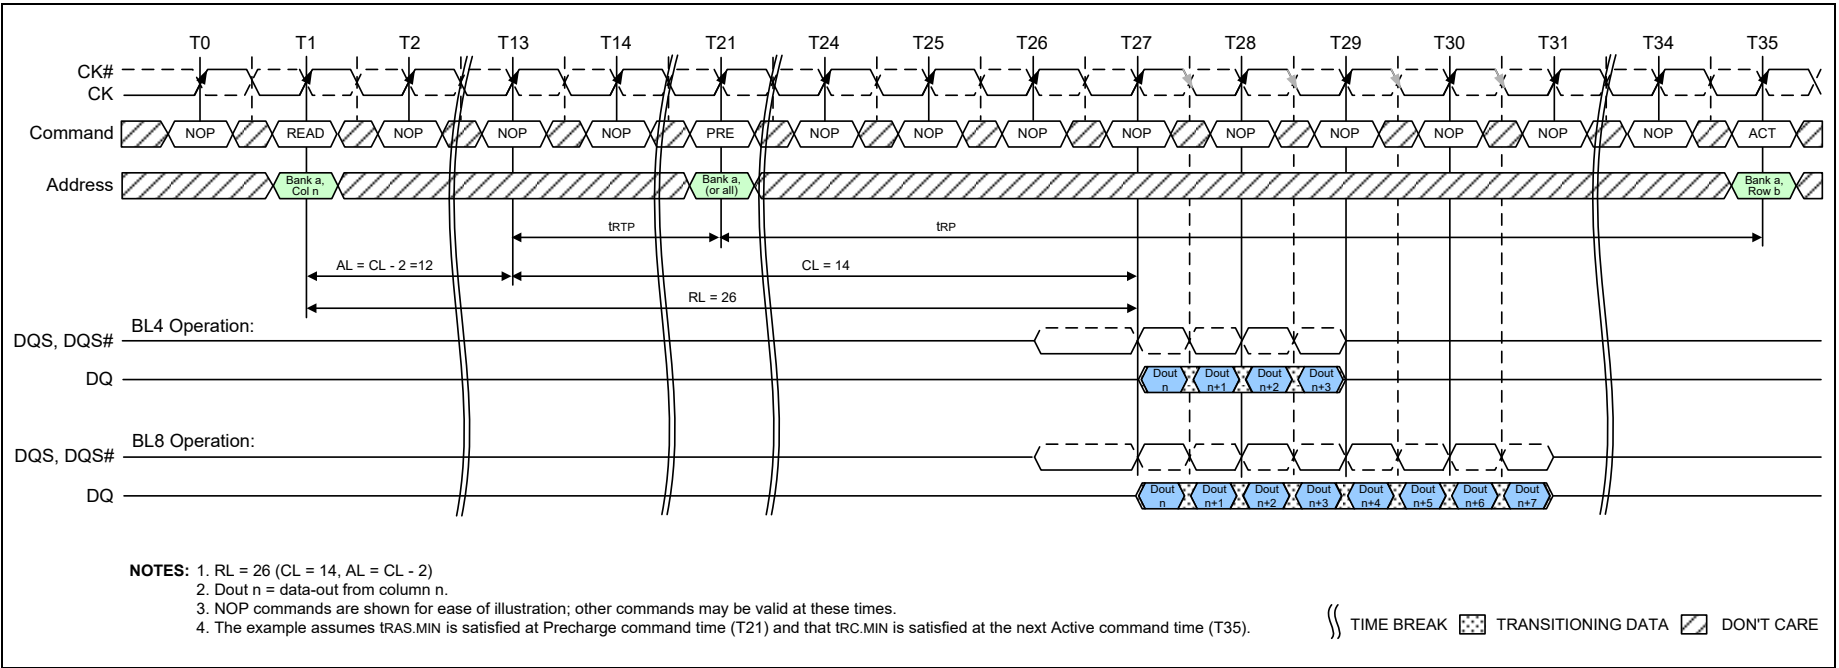 T0 T1 T2 T13 T14 T21 T24 T25 T26 T27 T28 T29 T30 T31 T34 T35
CK#
CK
Command NOP READ NOP NOP NOP PRE NOP NOP NOP NOP NOP NOP NOP NOP NOP ACT
Address Bank a, Bank a, Bank a,
Col n (or all) Row b
tRTP tRP
AL = CL - 2 =12 CL = 14
RL = 26
BL4 Operation:
DQS, DQS#
DQ Dout Dout Dout Dout
n n+1 n+2 n+3
BL8 Operation:
DQS, DQS#
DQ Dout Dout Dout Dout Dout Dout Dout Dout
n n+1 n+2 n+3 n+4 n+5 n+6 n+7
NOTES: 1. RL = 26 (CL = 14, AL = CL - 2)
2. Dout n = data-out from column n.
3. NOP commands are shown for ease of illustration; other commands may be valid at these times.
4. The example assumes tRAS.MIN is satisfied at Precharge command time (T21) and that tRC.MIN is satisfied at the next Active command time (T35).
TIME BREAK TRANSITIONING DATA DON'T CARE